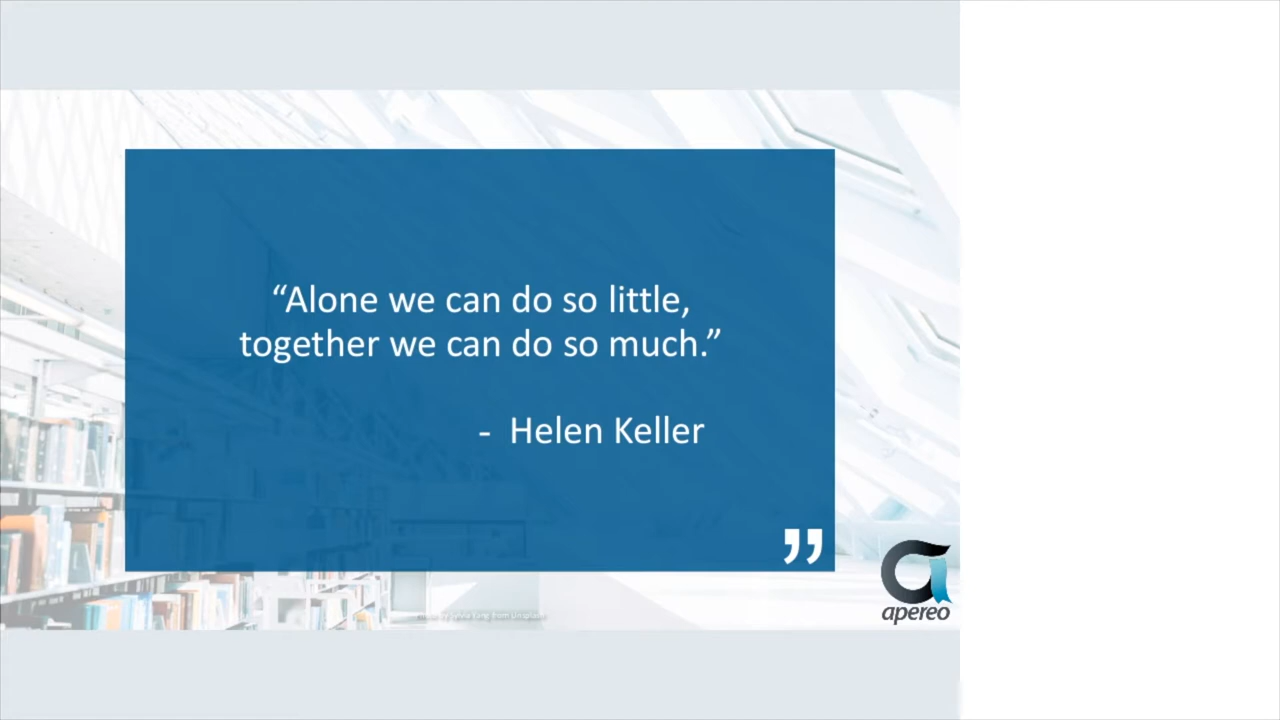 “Alone we can do so little,
together we can do so much.”
- Helen Keller
”
apereo